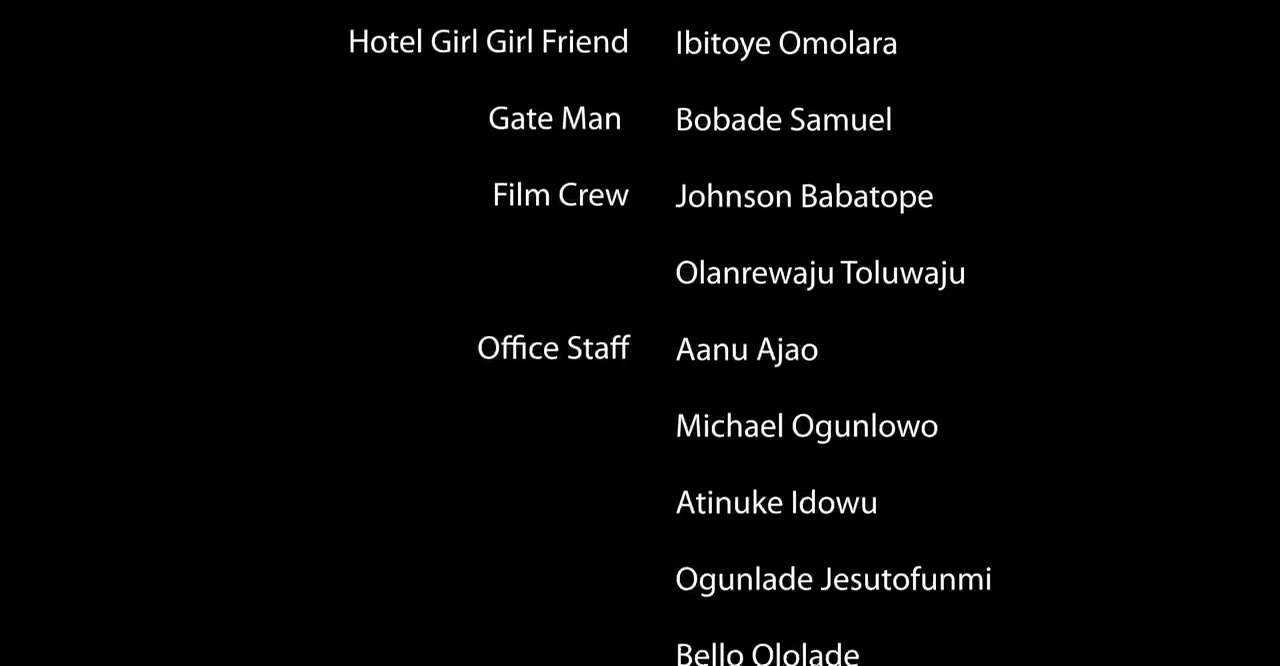 Hotel Girl Girl Friend Ibitoye Omolara
Gate Man Bobade Samuel
Film Crew Johnson Babatope
Olanrewaju Toluwaju
Office Staff Aanu Ajao
Michael Ogunlowo
Atinuke Idowu
Ogunlade Jesutofunmi
Bello Ololade